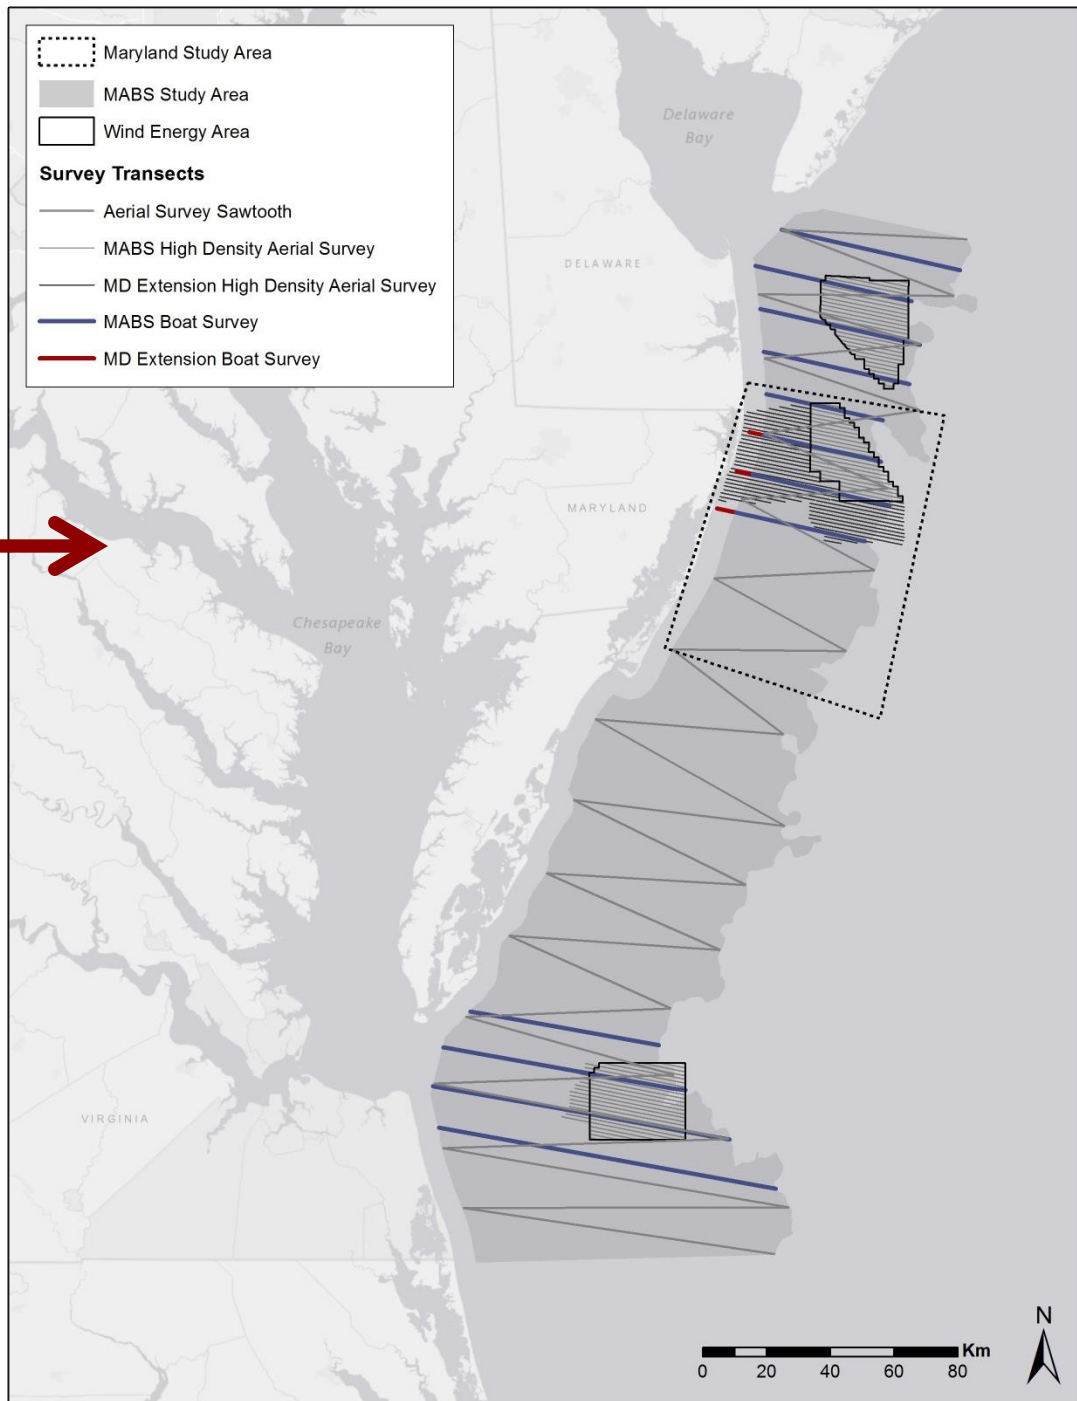 Maryland Study Area
MABS Study Area
Wind Energy Area
Survey Transects
Aerial Survey Sawtooth
MABS High Density Aerial Survey
MD Extension High Density Aerial Survey
MABS Boat Survey
MD Extension Boat Survey
Delaware
Bay
DELAWARE
MARYLAND
Chesapeake
Bay
VIRGINIA
N
Km
0 20 40 60 80